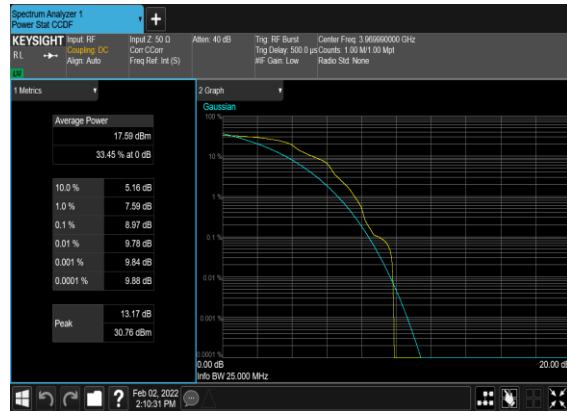 Spectrum Analyzer 1
Power Stat CCDF
+
KEYSIGHT Input: RF Input Z: 50 Ω Atten: 40 dB Trig: RF Burst Center Freq: 3.969990000 GHz
RL Coupling: DC Corr CCorr Trig Delay: 500.0 µs Counts: 1.00 M/1.00 Mpt
Align: Auto Freq Ref: Int (S) #IF Gain: Low Radio Std: None
1 Metrics
2 Graph
Average Power
17.59 dBm
33.45 % at 0 dB
10.0 % 5.16 dB
1.0 % 7.59 dB
0.1 % 8.97 dB
0.01 % 9.78 dB
0.001 % 9.84 dB
0.0001 % 9.88 dB
Peak
13.17 dB
30.76 dBm
Gaussian
100 %
10 %
1 %
0.1 %
0.01 %
0.001 %
0.0001 %
0.00 dB 20.00 dB
Info BW 25.000 MHz
? Feb 02, 2022
2:10:31 PM